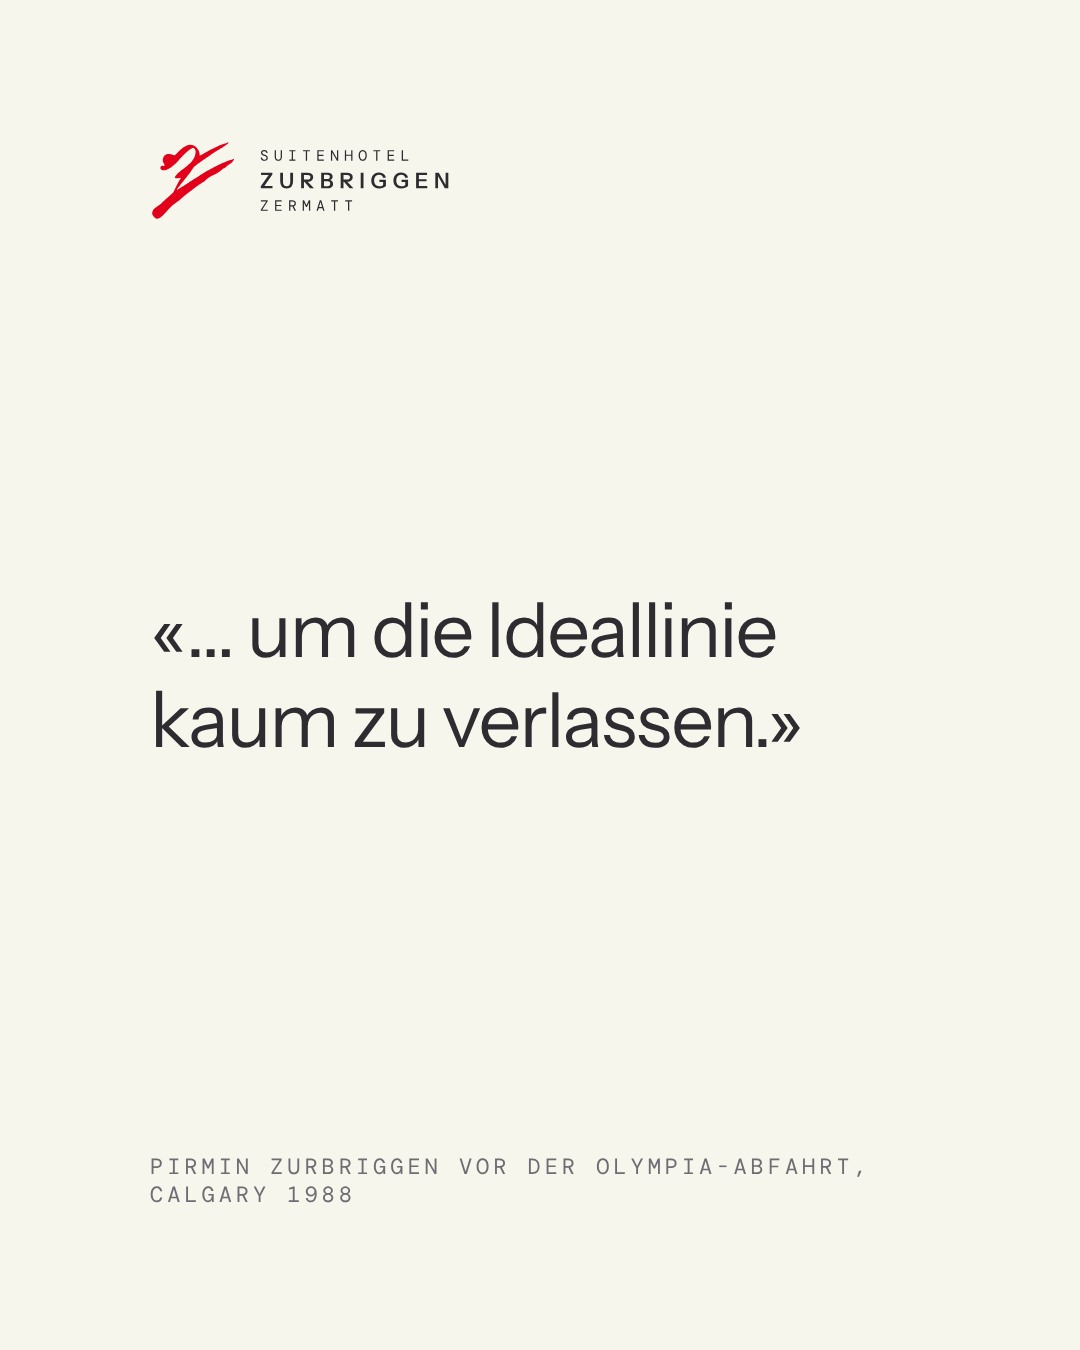 SUITENHOTEL
ZURBRIGGEN
ZERMATT
«... um die Ideallinie
kaum zu verlassen.»
PIRMIN ZURBRIGGEN VOR DER OLYMPIA-ABFAHRT,
CALGARY 1988